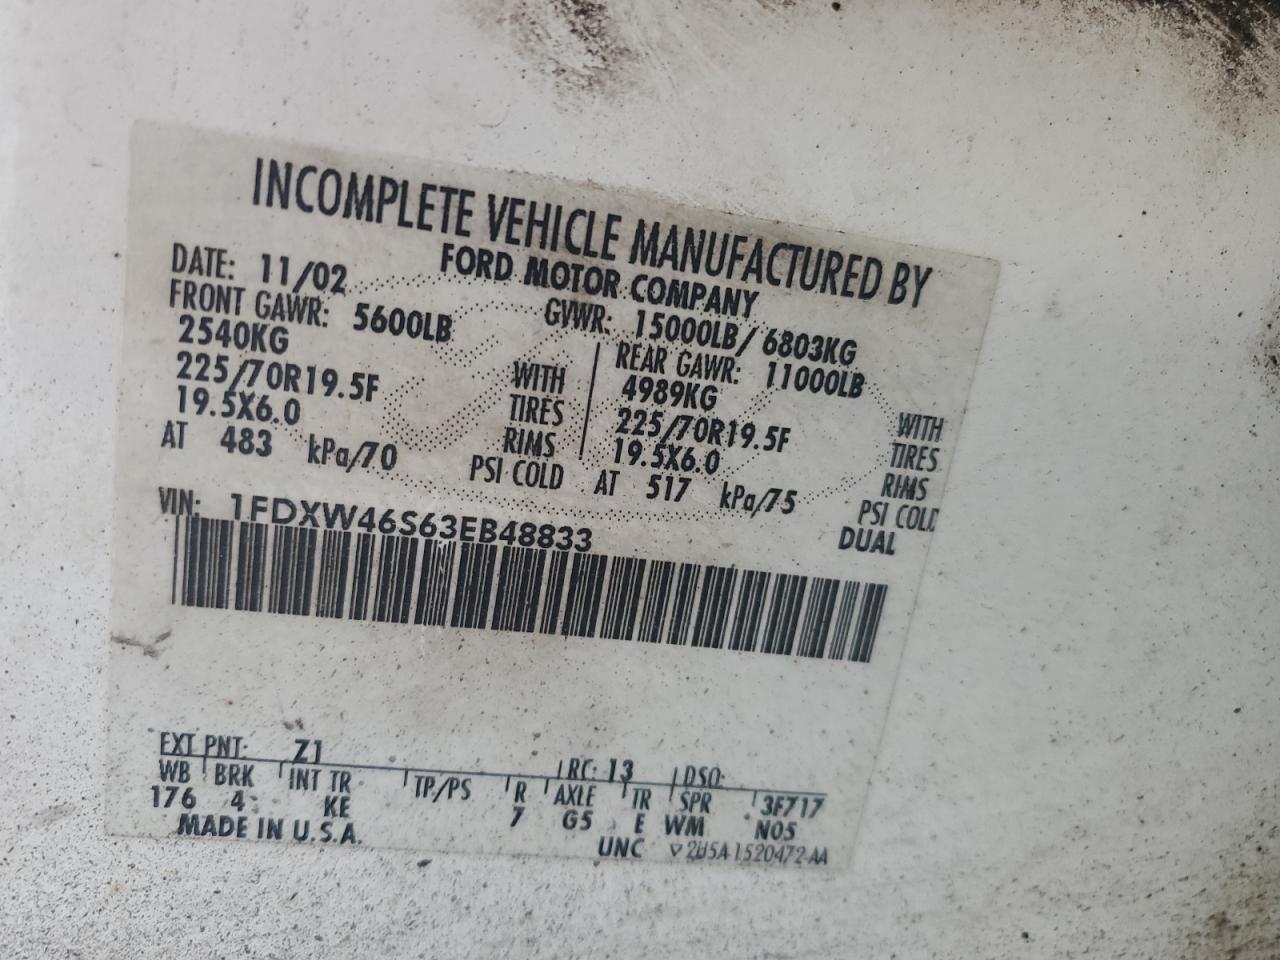 INCOMPLETE VEHICLE MANUFACTURED BY
FORD MOTOR COMPANY
DATE: 11/02
GVWR: 15000LB/ 6803KG
FRONT GAWR: 5600LB
2540KG
WITH
225/70R19.5F
TIRES
19.5X6.0
RIMS
AT 483 kPa/70 PSI COLD
REAR GAWR: 11000LB
4989KG
WITH
225/70R19.5F
TIRES
19.5X6.0
RIMS
AT 517 kPa/75 PSI COLD
DUAL
VIN: 1FDXW46S63EB48833
EXT PNT: Z1 RC: 13 DSO:
WB BRK INT TR TP/PS R AXLE TR SPR 3F717
176 4 KE 7 G5 E WM N05
MADE IN U.S.A. UNC ▽2U5A 1520472-AA